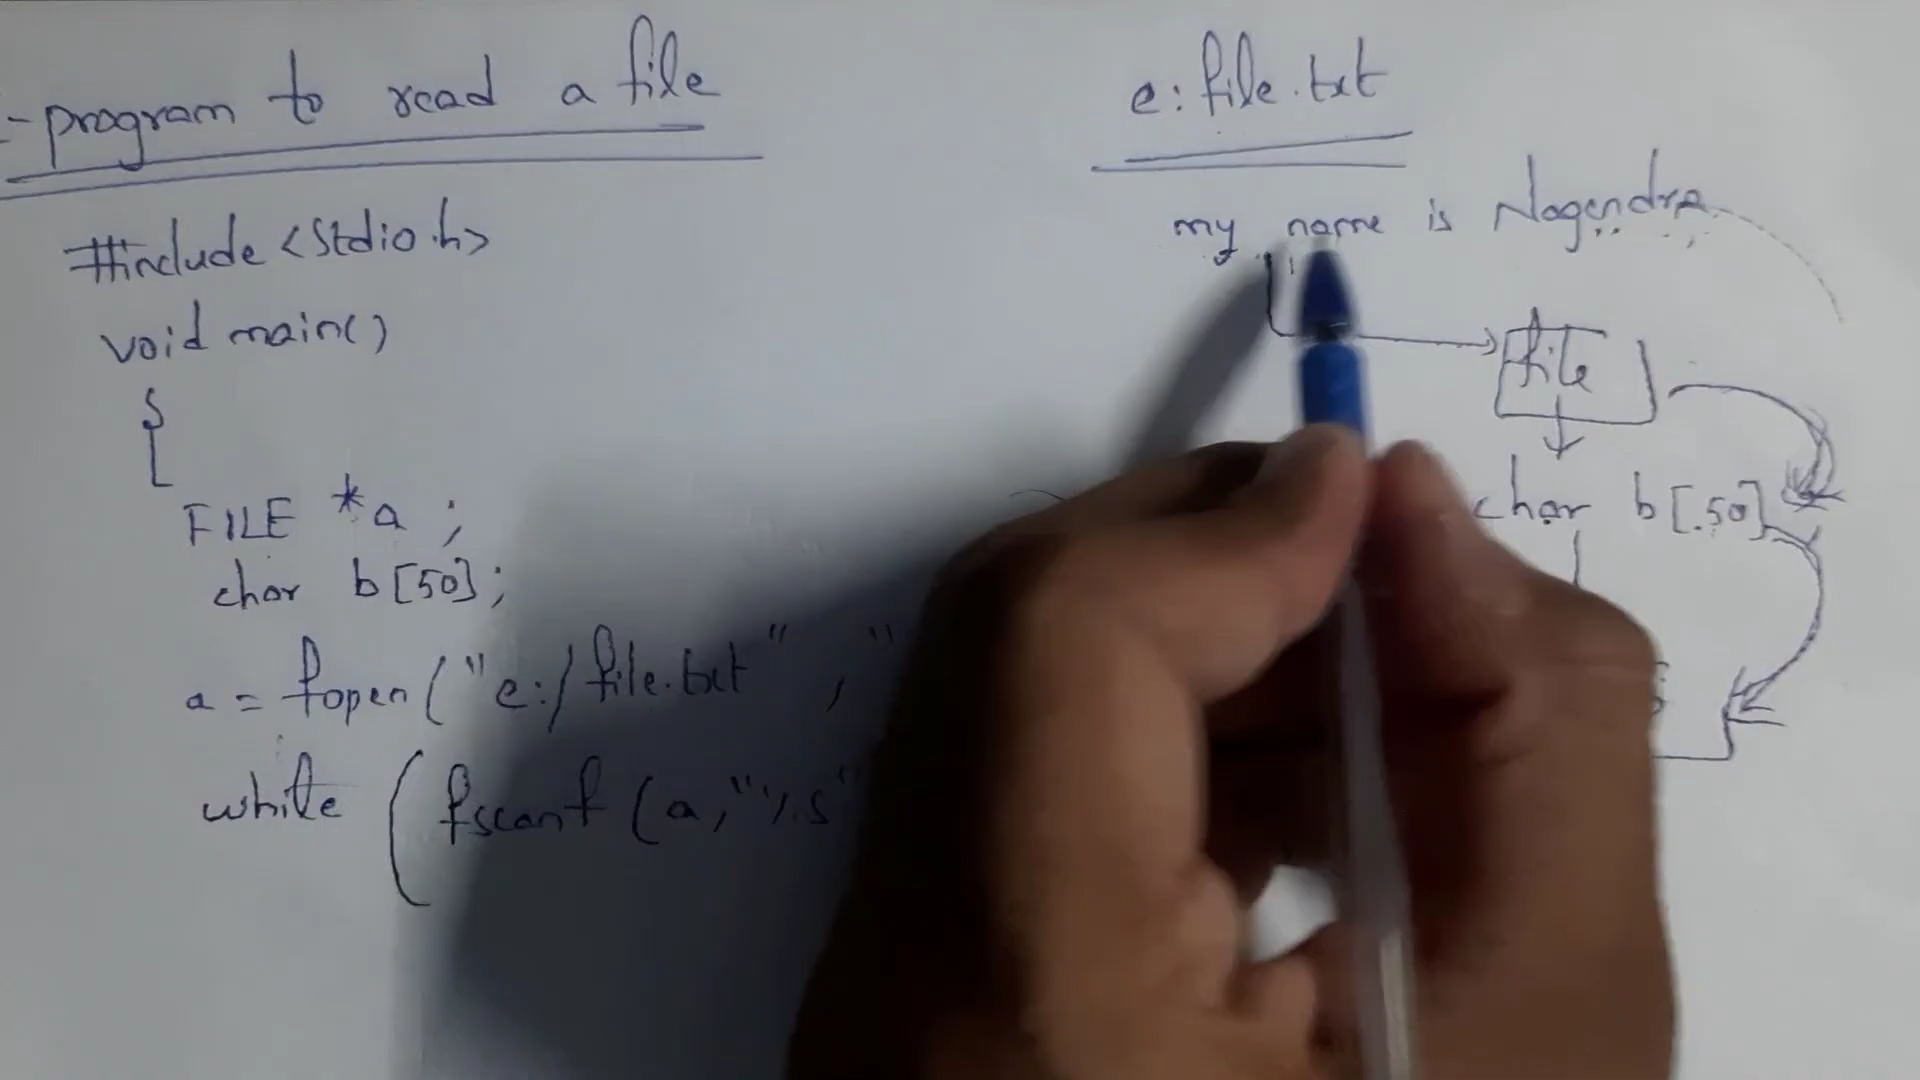 -program to read a file
#include <stdio.h>
void main()
{
FILE *a ;
char b[50];
a = fopen("e:/file.txt" , "
while ( fscanf (a, "%s"
e: file.txt
my name is Nagendra
file
char b[50]